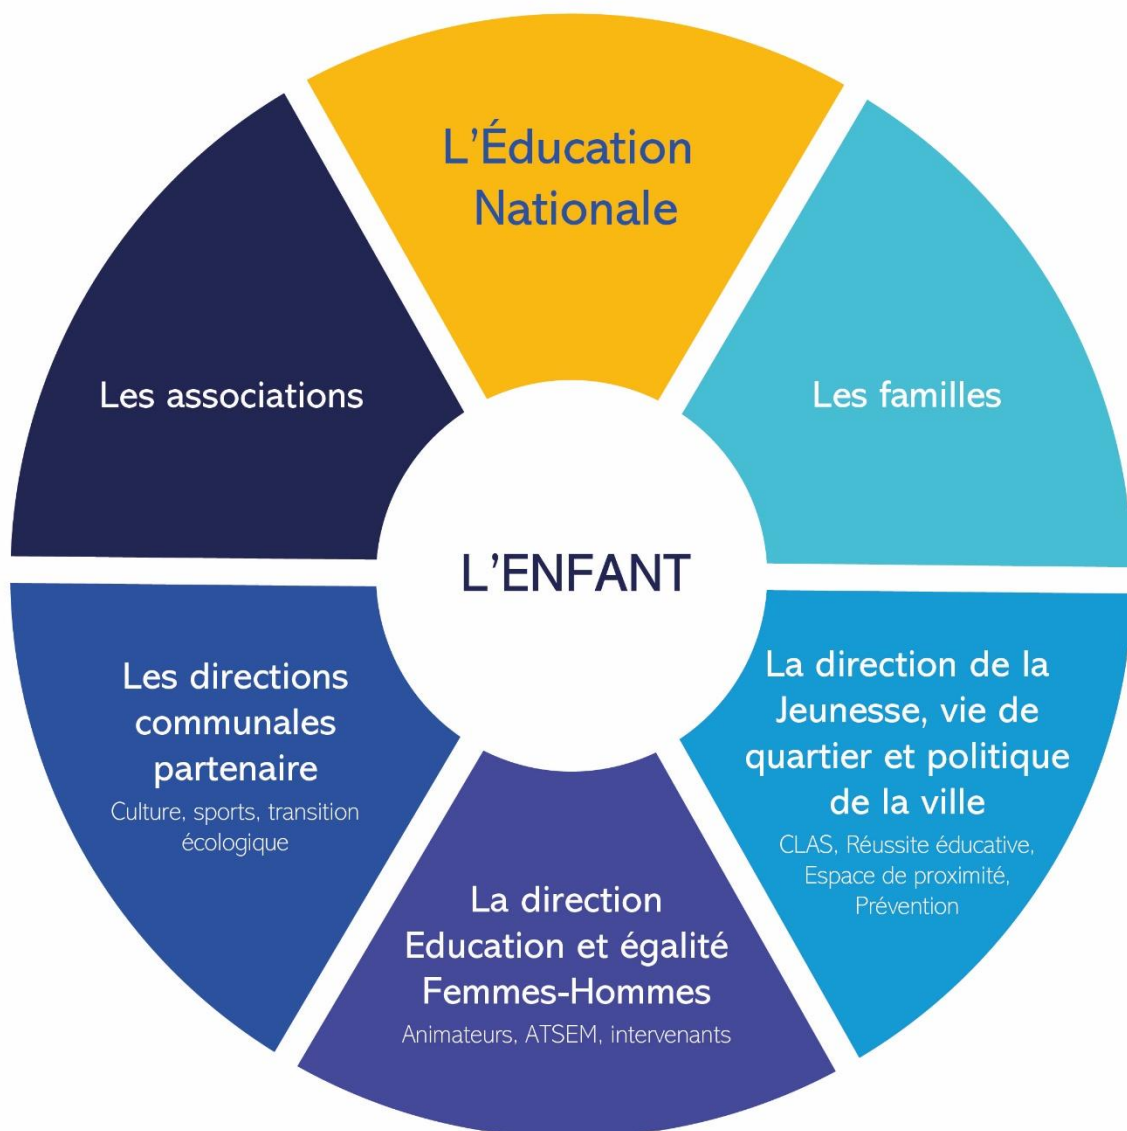 L'Éducation
Nationale
Les familles
La direction de la
Jeunesse, vie de
quartier et politique
de la ville
CLAS, Réussite éducative,
Espace de proximité,
Prévention
La direction
Education et égalité
Femmes-Hommes
Animateurs, ATSEM, intervenants
Les directions
communales
partenaire
Culture, sports, transition
écologique
Les associations
L'ENFANT